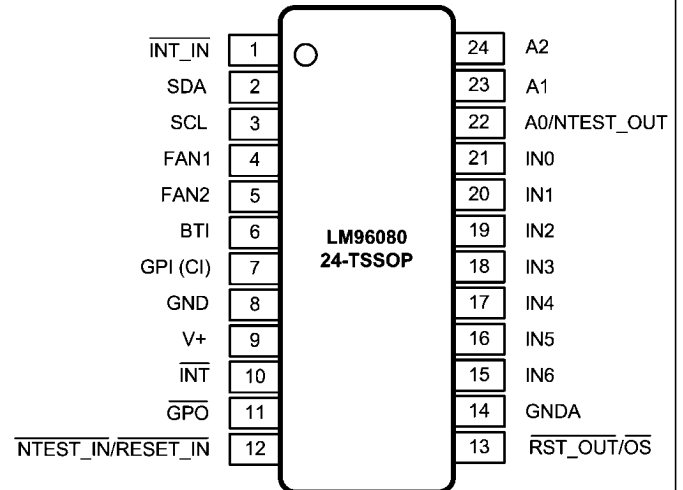 INT_IN 1 24 A2
SDA 2 23 A1
SCL 3 22 A0/NTEST_OUT
FAN1 4 21 IN0
FAN2 5 20 IN1
BTI 6 19 IN2
LM96080
24-TSSOP
GPI (CI) 7 18 IN3
GND 8 17 IN4
V+ 9 16 IN5
INT 10 15 IN6
GPO 11 14 GNDA
NTEST_IN/RESET_IN 12 13 RST_OUT/OS